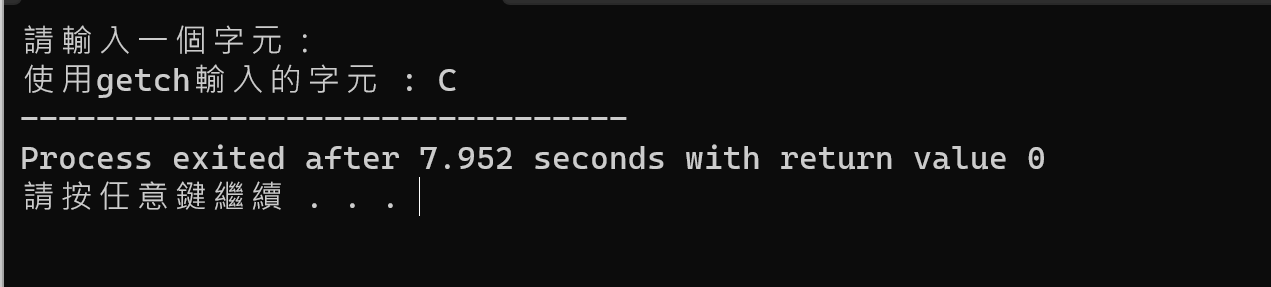 請輸入一個字元：
使用getch輸入的字元 : C
--------------------------------
Process exited after 7.952 seconds with return value 0
請按任意鍵繼續 . . .